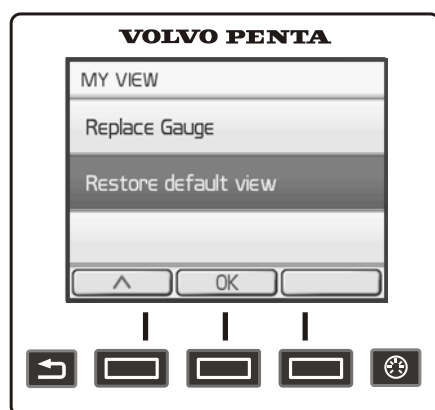 VOLVO PENTA
MY VIEW
Replace Gauge
Restore default view
OK